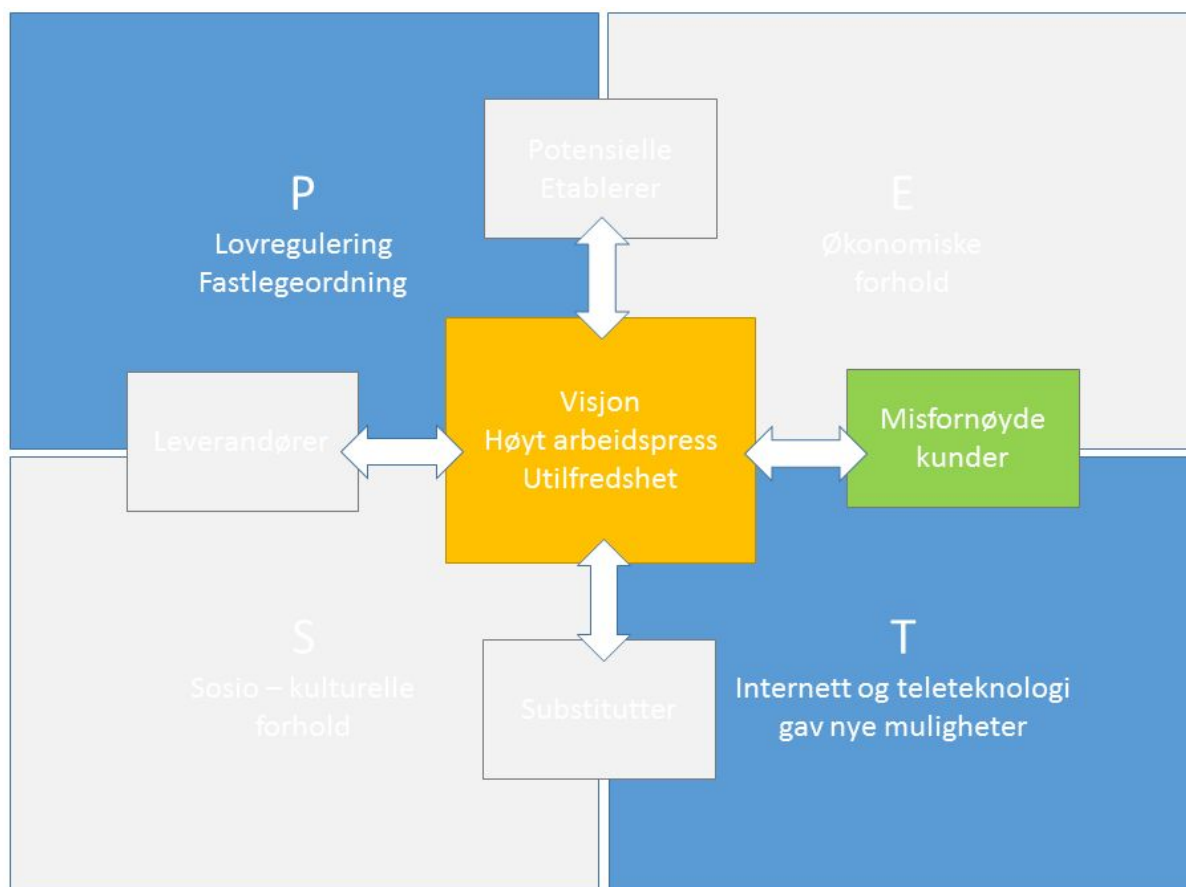 P
Lovregulering
Fastlegeordning
Potensielle
Etablerer
E
Økonomiske
forhold
Leverandører
Visjon
Høyt arbeidspress
Utilfredshet
Misfornøyde
kunder
S
Sosio – kulturelle
forhold
Substitutter
T
Internett og teleteknologi
gav nye muligheter